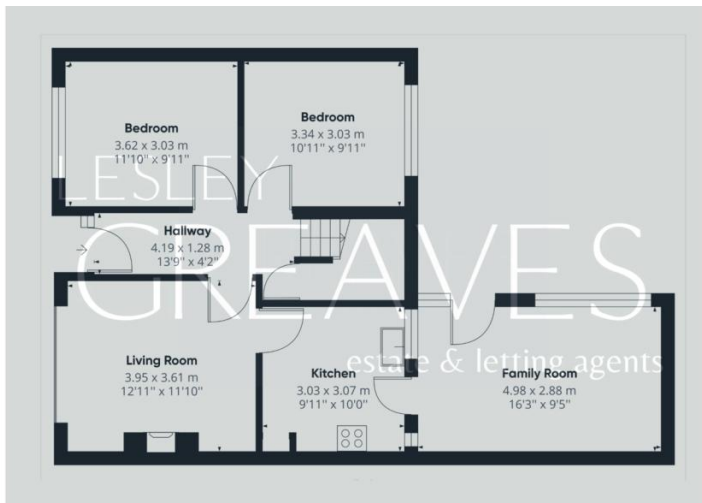 Bedroom
3.62 x 3.03 m
11'10" x 9'11"
Bedroom
3.34 x 3.03 m
10'11" x 9'11"
LESLEY
GREAVES
estate & letting agents
Hallway
4.19 x 1.28 m
13'9" x 4'2"
Living Room
3.95 x 3.61 m
12'11" x 11'10"
Kitchen
3.03 x 3.07 m
9'11" x 10'0"
Family Room
4.98 x 2.88 m
16'3" x 9'5"